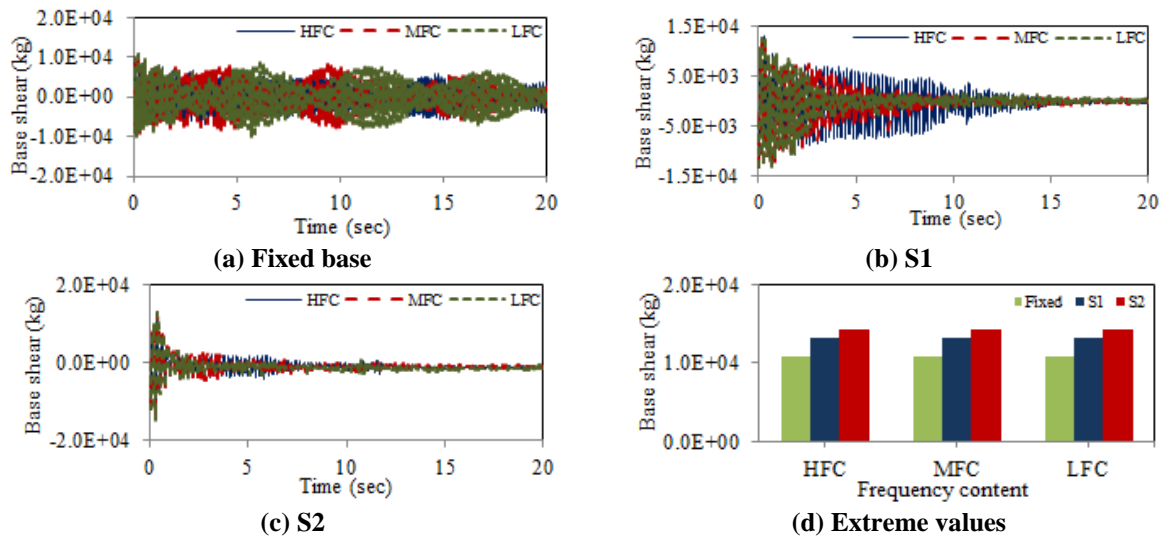 2.0E+04
HFC MFC LFC
1.0E+04
0.0E+00
-1.0E+04
-2.0E+04
Base shear (kg)
0 5 10 15 20
Time (sec)
(a) Fixed base
1.5E+04
HFC MFC LFC
5.0E+03
-5.0E+03
-1.5E+04
Base shear (kg)
0 5 10 15 20
Time (sec)
(b) S1
2.0E+04
HFC MFC LFC
0.0E+00
-2.0E+04
Base shear (kg)
0 5 10 15 20
Time (sec)
(c) S2
2.0E+04
Fixed S1 S2
1.0E+04
0.0E+00
Base shear (kg)
HFC MFC LFC
Frequency content
(d) Extreme values